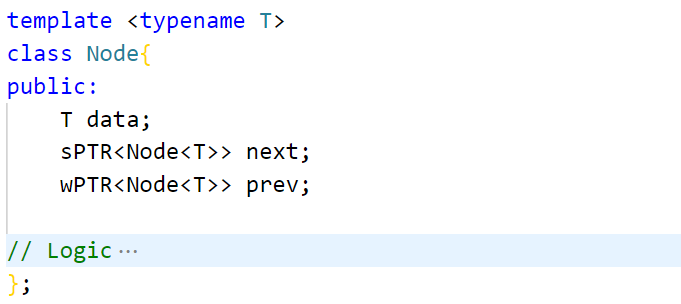 template <typename T>
class Node{
public:
    T data;
    sPTR<Node<T>> next;
    wPTR<Node<T>> prev;
// Logic ···
};